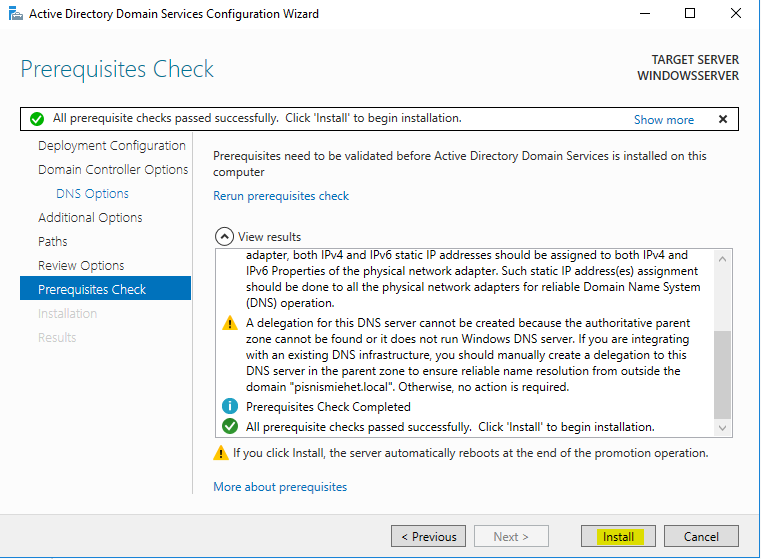 Active Directory Domain Services Configuration Wizard
Prerequisites Check
TARGET SERVER
WINDOWSSERVER
All prerequisite checks passed successfully. Click 'Install' to begin installation.
Show more
Deployment Configuration
Domain Controller Options
DNS Options
Additional Options
Paths
Review Options
Prerequisites Check
Installation
Results
Prerequisites need to be validated before Active Directory Domain Services is installed on this
computer
Rerun prerequisites check
View results
adapter, both IPv4 and IPv6 static IP addresses should be assigned to both IPv4 and
IPv6 Properties of the physical network adapter. Such static IP address(es) assignment
should be done to all the physical network adapters for reliable Domain Name System
(DNS) operation.
A delegation for this DNS server cannot be created because the authoritative parent
zone cannot be found or it does not run Windows DNS server. If you are integrating
with an existing DNS infrastructure, you should manually create a delegation to this
DNS server in the parent zone to ensure reliable name resolution from outside the
domain "pisnismiehet.local". Otherwise, no action is required.
Prerequisites Check Completed
All prerequisite checks passed successfully. Click 'Install' to begin installation.
If you click Install, the server automatically reboots at the end of the promotion operation.
More about prerequisites
< Previous
Next >
Install
Cancel